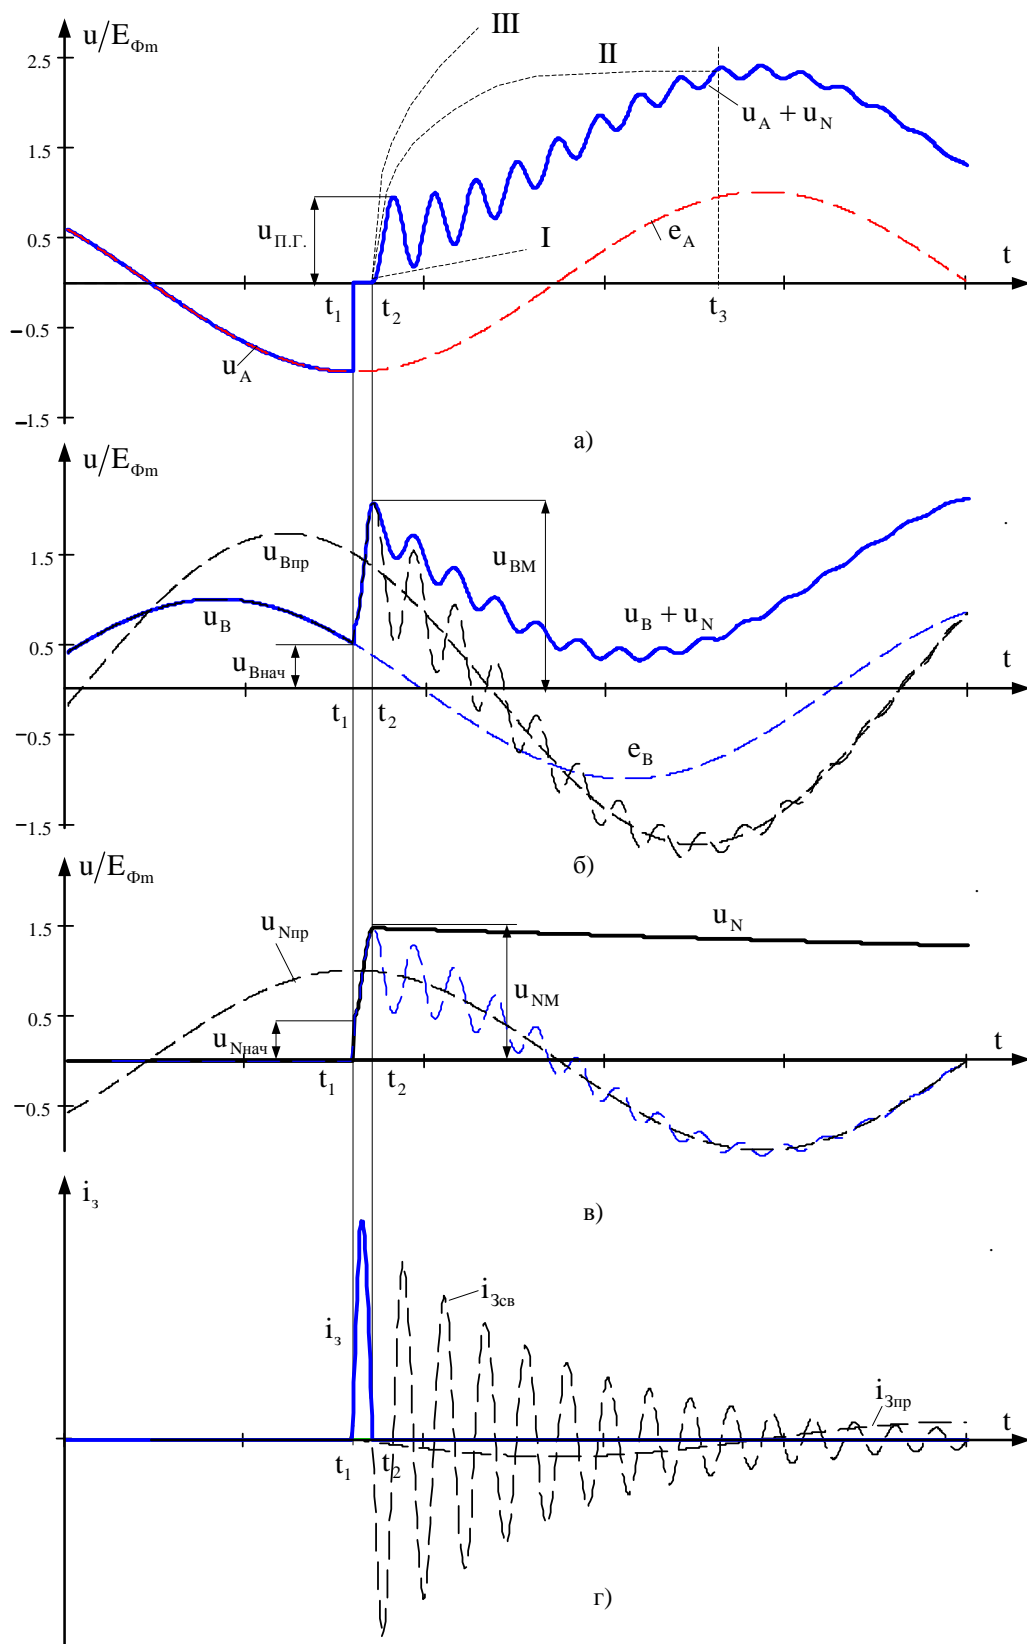 u/E_Фm
III
2.5
II
u_A + u_N
1.5
u_П.Г.
I
e_A
0.5
t
t_1
t_2
t_3
−0.5
u_A
−1.5
а)
u/E_Фm
u_Bпр
1.5
u_BM
u_B
u_B + u_N
0.5
u_Bнач
t
t_1
t_2
−0.5
e_B
−1.5
б)
u/E_Фm
u_Nпр
u_N
1.5
u_NM
0.5
u_Nнач
t
t_1
t_2
−0.5
i_з
в)
i_Зсв
i_з
i_Зпр
t
t_1
t_2
г)